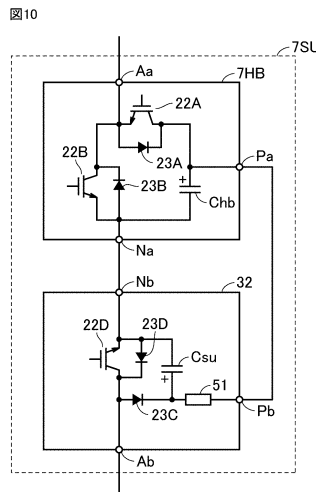 図10
7SU
Aa
7HB
22A
22B
23A
Pa
+
23B
Chb
Na
Nb
32
22D
23D
Csu
+
51
23C
Pb
Ab